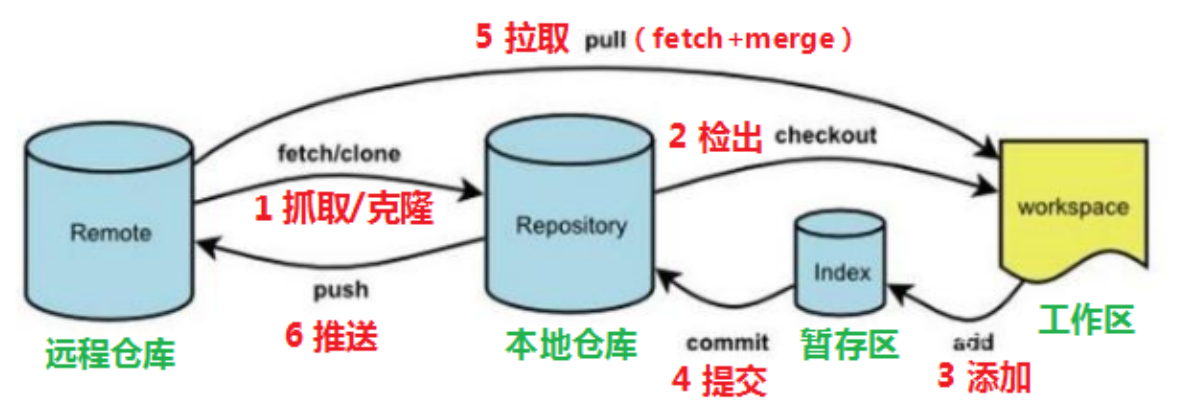 5 拉取 pull（fetch+merge）
fetch/clone
1 抓取/克隆
2 检出 checkout
Remote
Repository
workspace
Index
push
6 推送
commit
4 提交
add
3 添加
远程仓库
本地仓库
暂存区
工作区